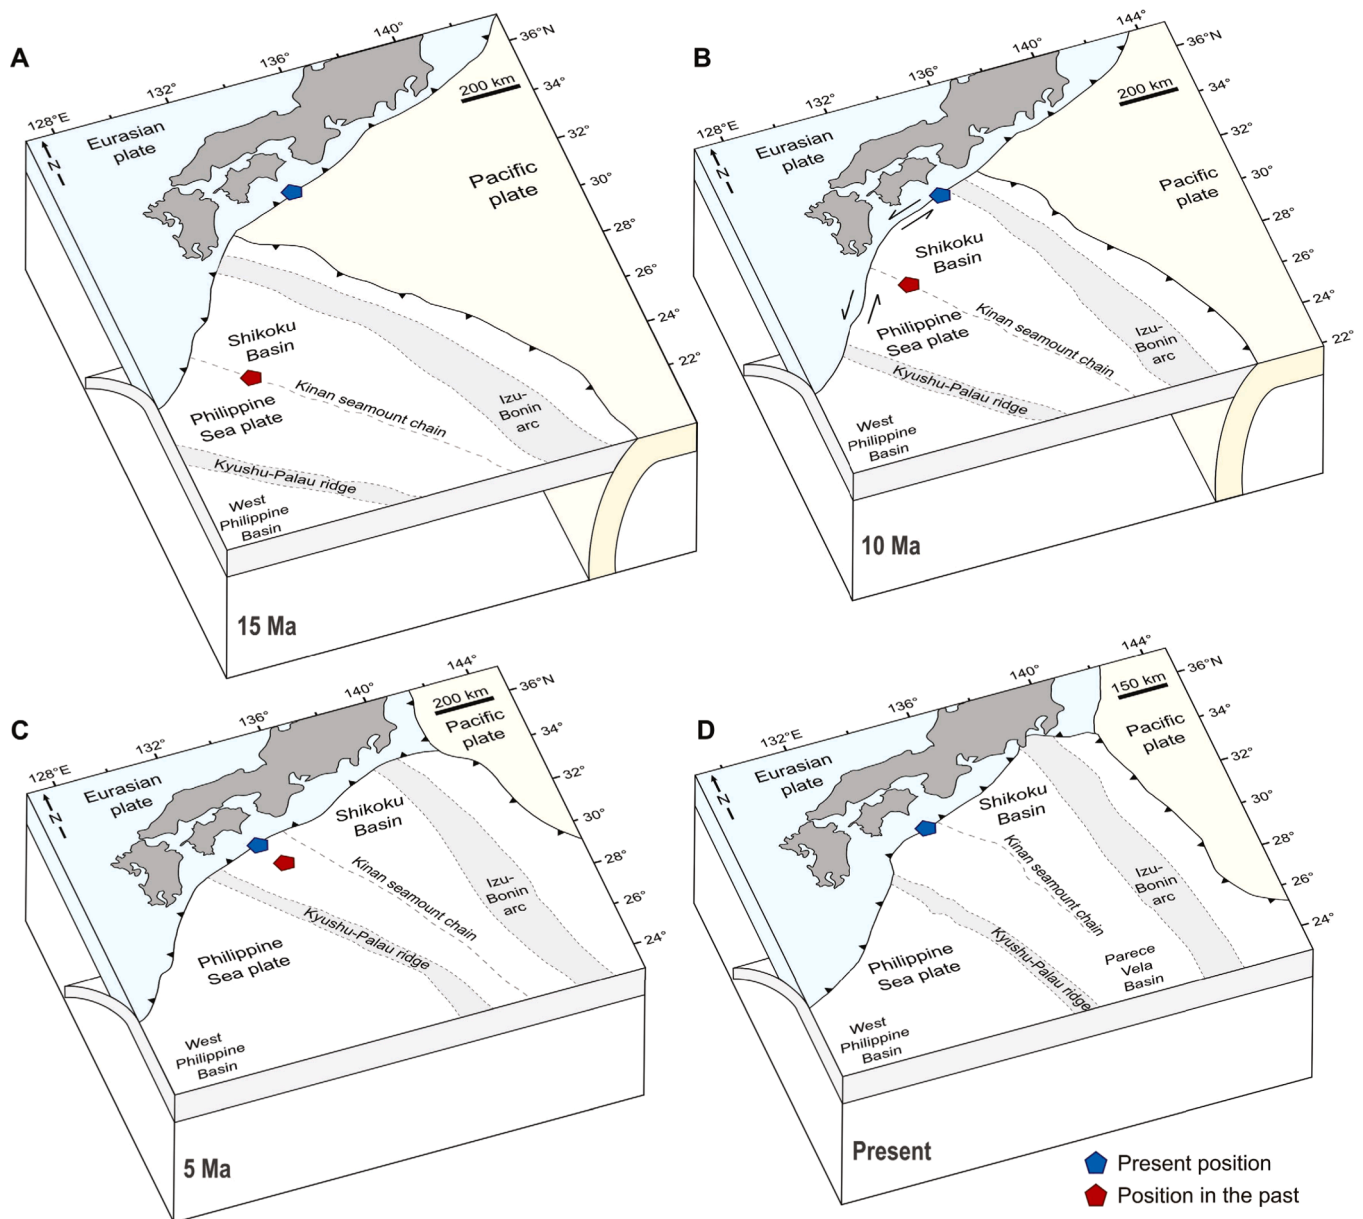 A
128°E
132°
136°
140°
36°N
34°
32°
30°
28°
26°
24°
22°
N
200 km
Eurasian
plate
Pacific
plate
Shikoku
Basin
Philippine
Sea plate
Kinan seamount chain
Izu-
Bonin
arc
Kyushu-Palau ridge
West
Philippine
Basin
15 Ma
B
128°E
132°
136°
140°
144°
36°N
34°
32°
30°
28°
26°
24°
22°
N
200 km
Eurasian
plate
Pacific
plate
Shikoku
Basin
Philippine
Sea plate
Kinan seamount chain
Izu-
Bonin
arc
Kyushu-Palau ridge
West
Philippine
Basin
10 Ma
C
128°E
132°
136°
140°
144°
36°N
34°
32°
30°
28°
26°
24°
N
200 km
Eurasian
plate
Pacific
plate
Shikoku
Basin
Kinan seamount chain
Izu-
Bonin
arc
Kyushu-Palau ridge
Philippine
Sea plate
West
Philippine
Basin
5 Ma
D
132°E
136°
140°
144°
36°N
34°
32°
30°
28°
26°
24°
N
150 km
Eurasian
plate
Pacific
plate
Shikoku
Basin
Kinan seamount chain
Izu-
Bonin
arc
Kyushu-Palau ridge
Philippine
Sea plate
Parece
Vela
Basin
West
Philippine
Basin
Present
Present position
Position in the past